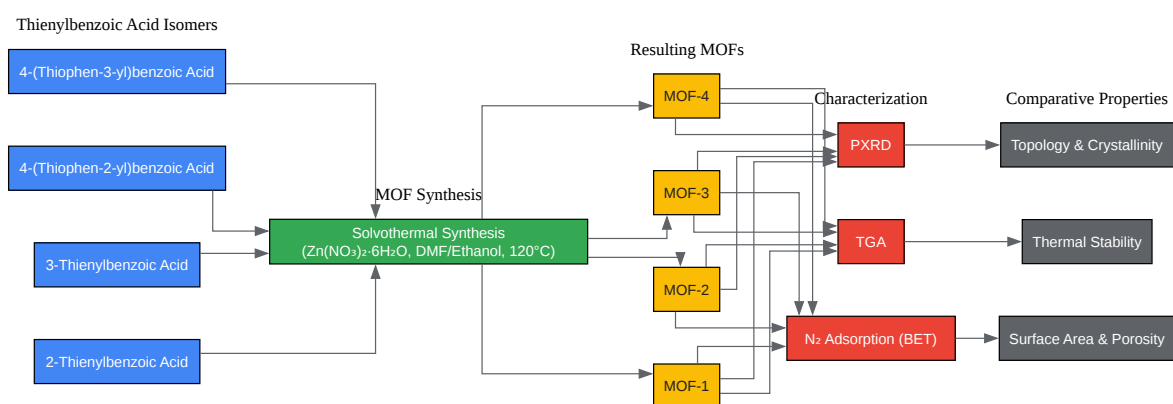 Thienylbenzoic Acid Isomers
4-(Thiophen-3-yl)benzoic Acid
4-(Thiophen-2-yl)benzoic Acid
3-Thienylbenzoic Acid
2-Thienylbenzoic Acid
MOF Synthesis
Solvothermal Synthesis
(Zn(NO₃)₂·6H₂O, DMF/Ethanol, 120°C)
Resulting MOFs
MOF-4
MOF-3
MOF-2
MOF-1
Characterization
PXRD
TGA
N₂ Adsorption (BET)
Comparative Properties
Topology & Crystallinity
Thermal Stability
Surface Area & Porosity